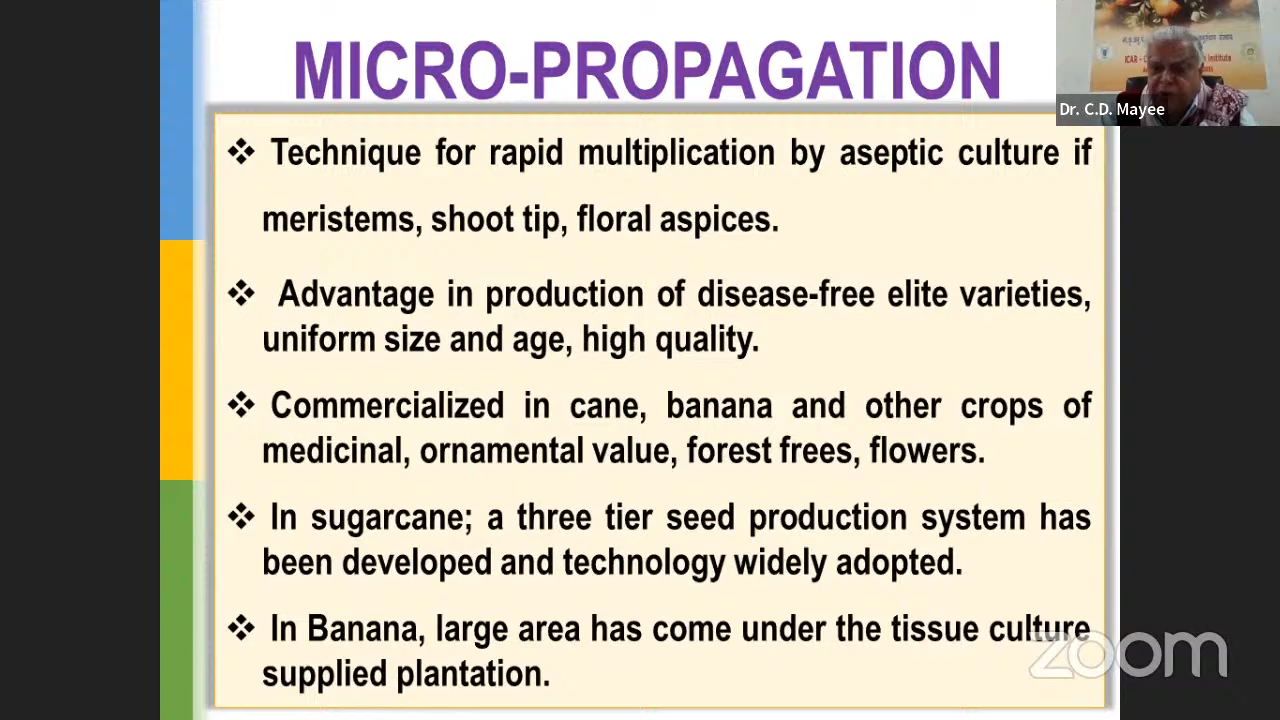 MICRO-PROPAGATION
❖ Technique for rapid multiplication by aseptic culture if
meristems, shoot tip, floral aspices.
❖ Advantage in production of disease-free elite varieties,
uniform size and age, high quality.
❖ Commercialized in cane, banana and other crops of
medicinal, ornamental value, forest frees, flowers.
❖ In sugarcane; a three tier seed production system has
been developed and technology widely adopted.
❖ In Banana, large area has come under the tissue culture
supplied plantation.
ICAR - C
Dr. C.D. Mayee
zoom